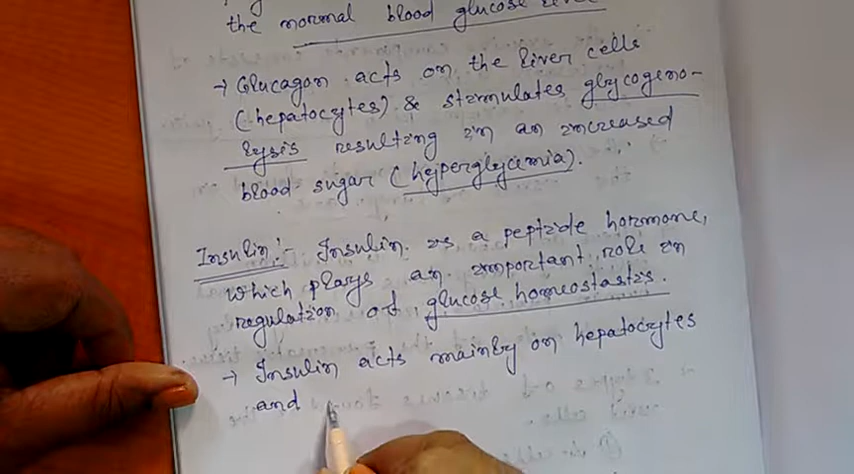 the normal blood glucose level
→ Glucagon acts on the liver cells
(hepatocytes) & stimulates glycogeno-
lysis resulting in an increased
blood sugar (hyperglycemia).
Insulin:- Insulin is a peptide hormone,
which plays an important role in
regulation of glucose homeostasis.
→ Insulin acts mainly on hepatocytes
and